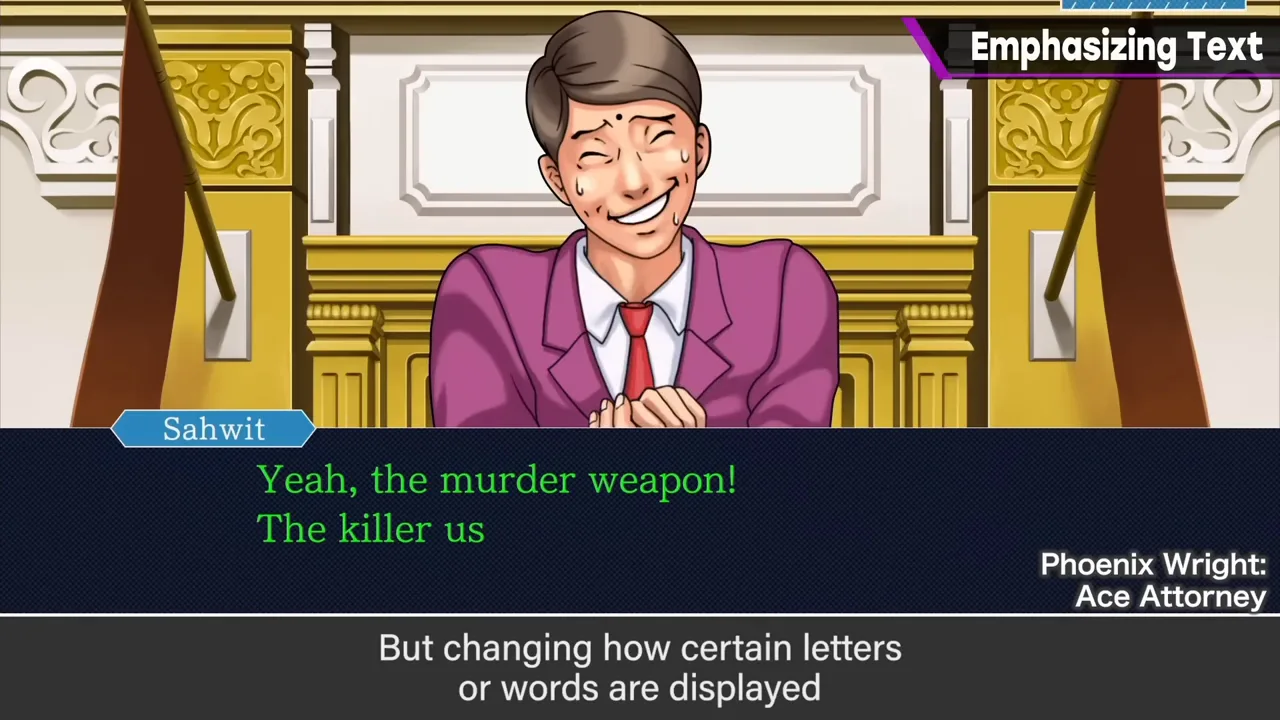 Emphasizing Text
Sahwit
Yeah, the murder weapon!
The killer us
Phoenix Wright:
Ace Attorney
But changing how certain letters
or words are displayed